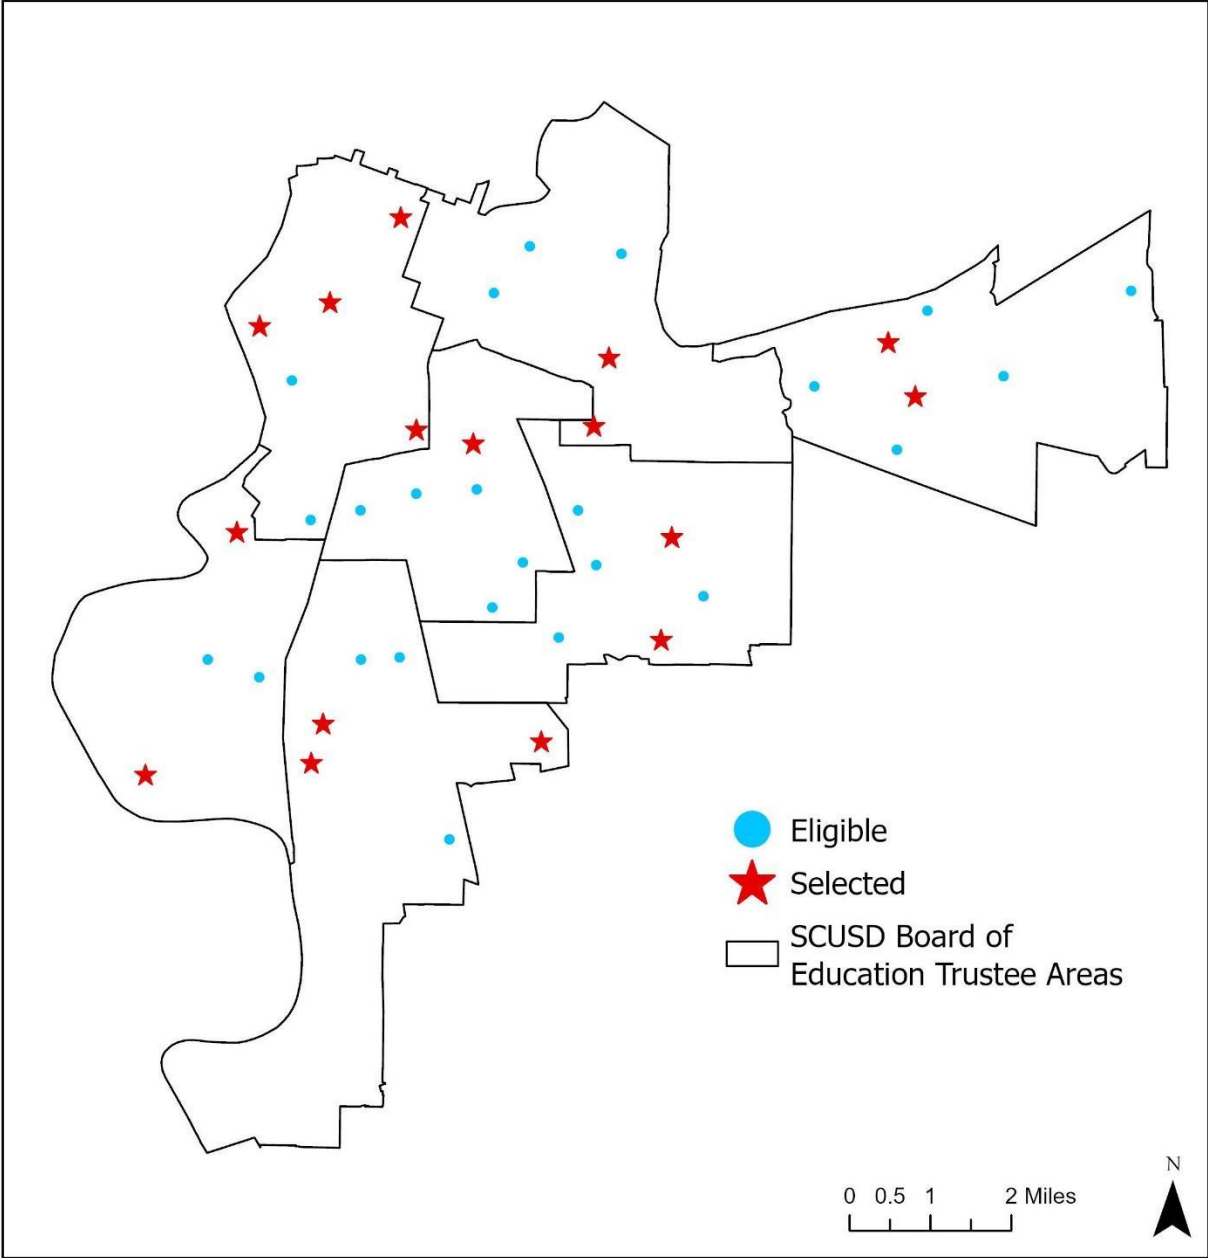 Eligible
Selected
SCUSD Board of
Education Trustee Areas
N
0 0.5 1 2 Miles